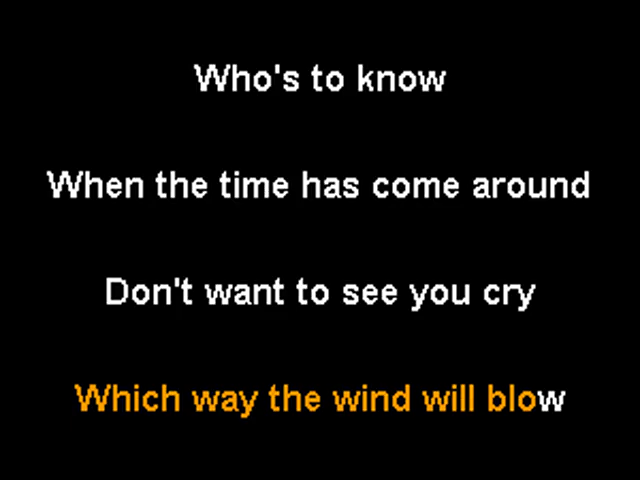 Who's to know
When the time has come around
Don't want to see you cry
Which way the wind will blow